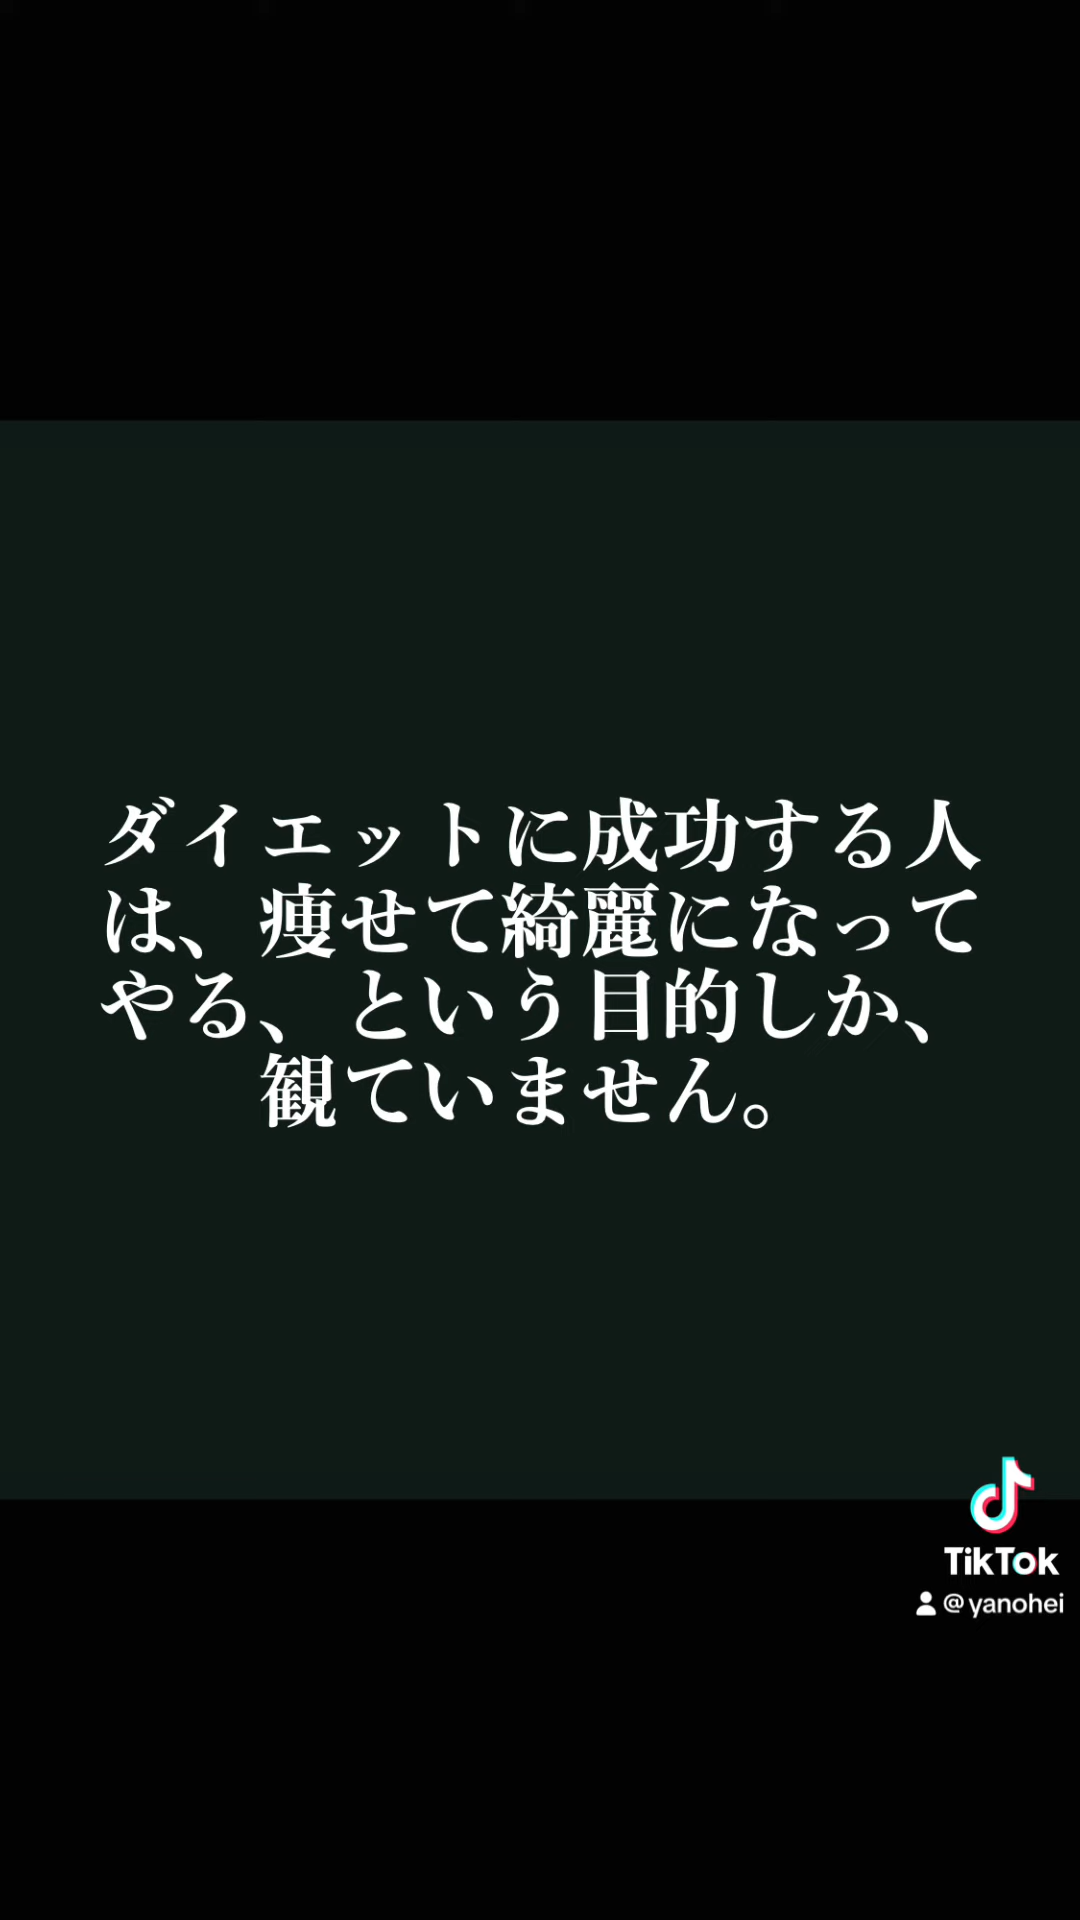 ダイエットに成功する人
は、痩せて綺麗になって
やる、という目的しか、
観ていません。
TikTok
@yanohei